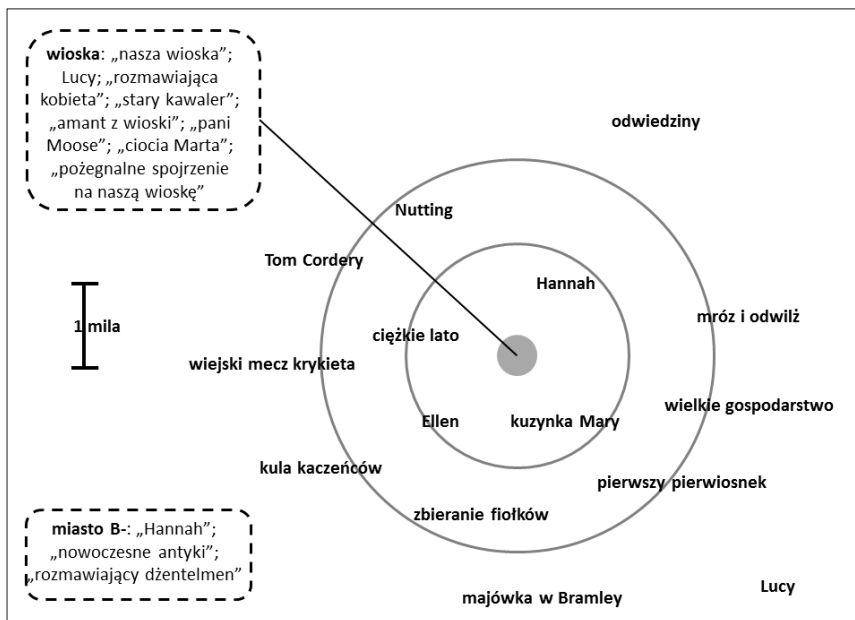 wioska: „nasza wioska”;
Lucy; „rozmawiająca
kobieta”; „stary kawaler”;
„amant z wioski”; „pani
Moose”; „ciocia Marta”;
„pożegnalne spojrzenie
na naszą wioskę”
odwiedziny
Nutting
Tom Cordery
Hannah
1 mila
ciężkie lato
mróz i odwilż
wiejski mecz krykieta
wielkie gospodarstwo
Ellen
kuzynka Mary
kula kaczeńców
pierwszy pierwiosnek
zbieranie fiołków
miasto B-: „Hannah”;
„nowoczesne antyki”;
„rozmawiający dżentelmen”
majówka w Bramley
Lucy